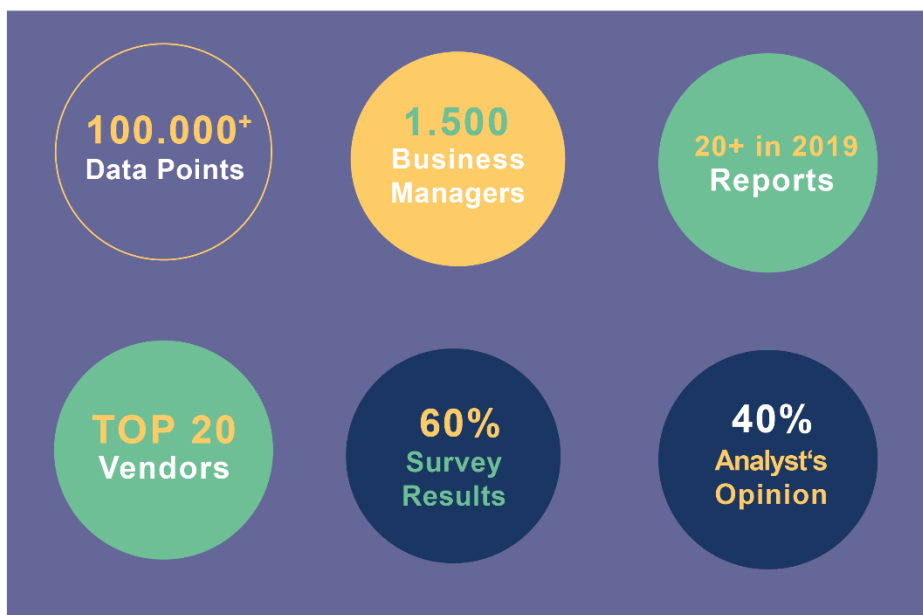 100.000+
Data Points
1.500
Business
Managers
20+ in 2019
Reports
TOP 20
Vendors
60%
Survey
Results
40%
Analyst‘s
Opinion